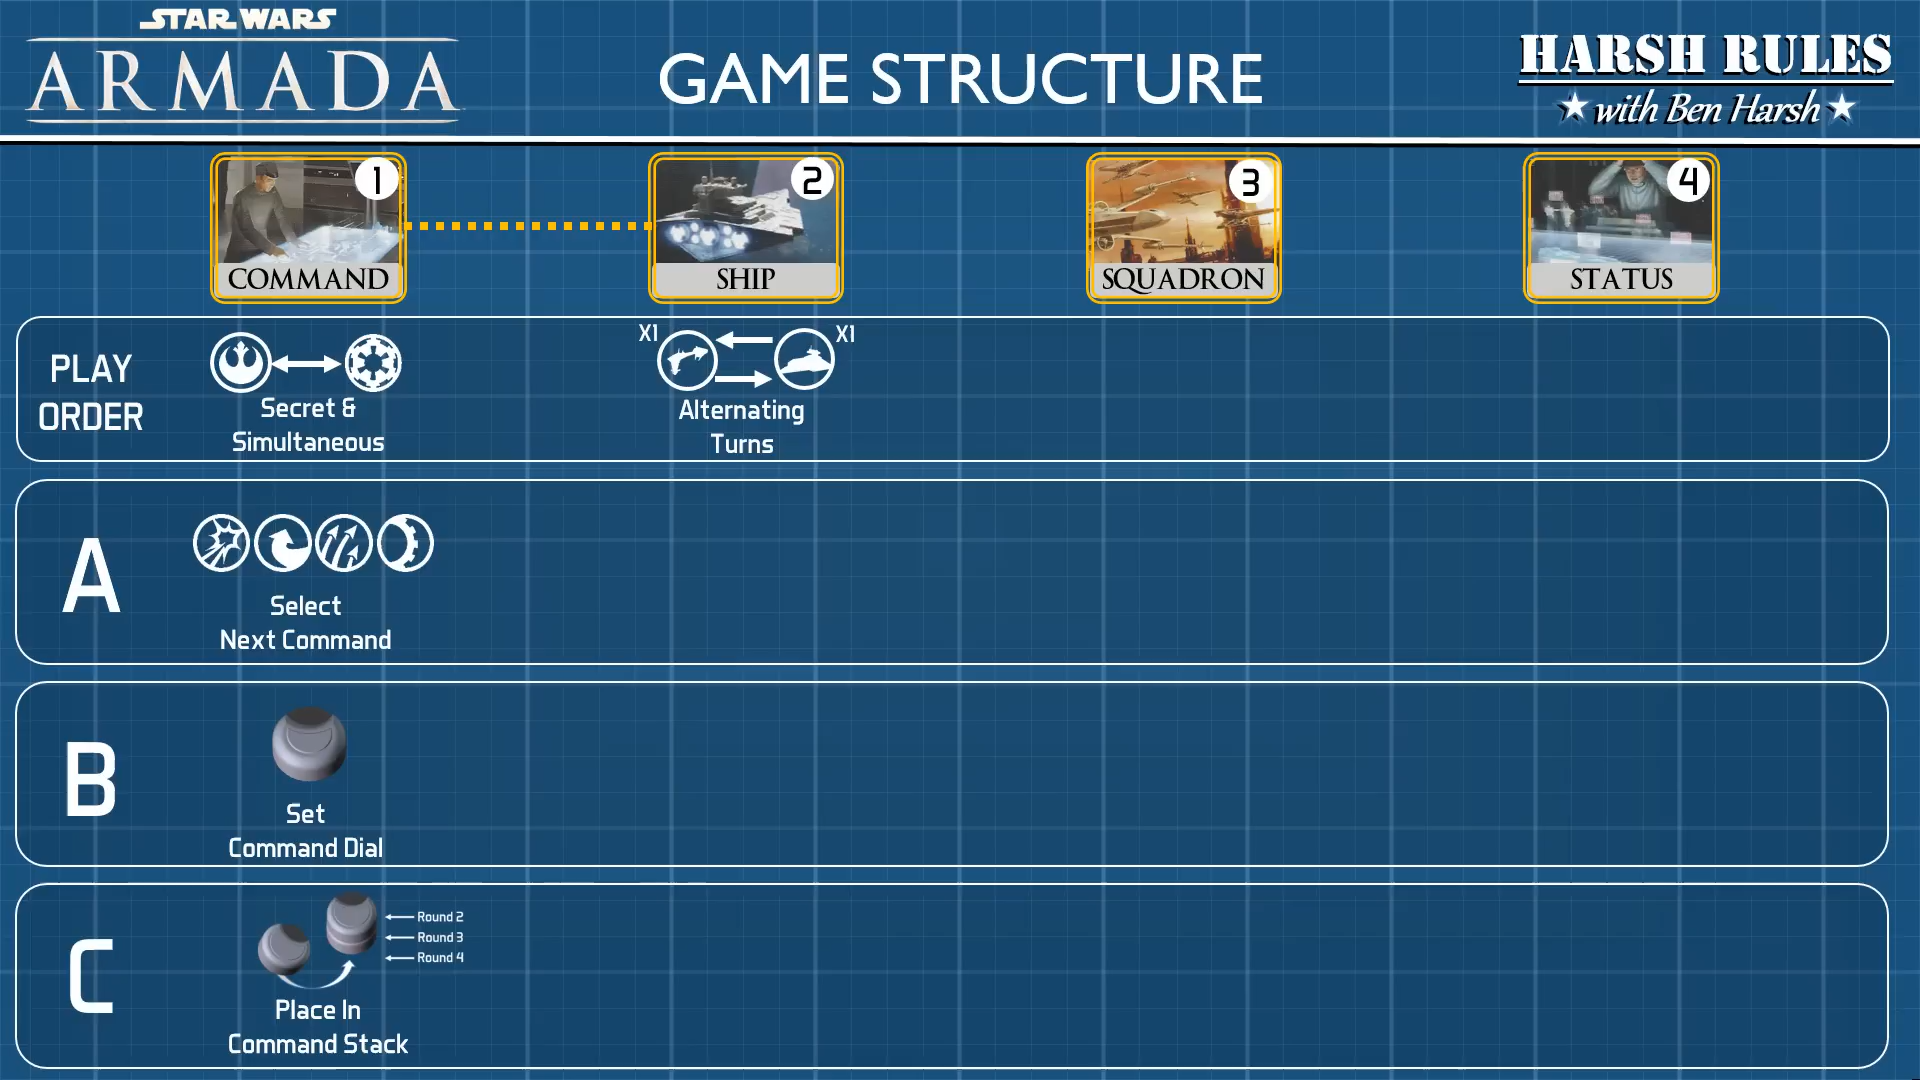 STAR WARS
ARMADA
GAME STRUCTURE
HARSH RULES
with Ben Harsh
1
COMMAND
2
SHIP
3
SQUADRON
4
STATUS
PLAY
ORDER
Secret &
Simultaneous
X1
X1
Alternating
Turns
A
Select
Next Command
B
Set
Command Dial
C
Round 2
Round 3
Round 4
Place In
Command Stack